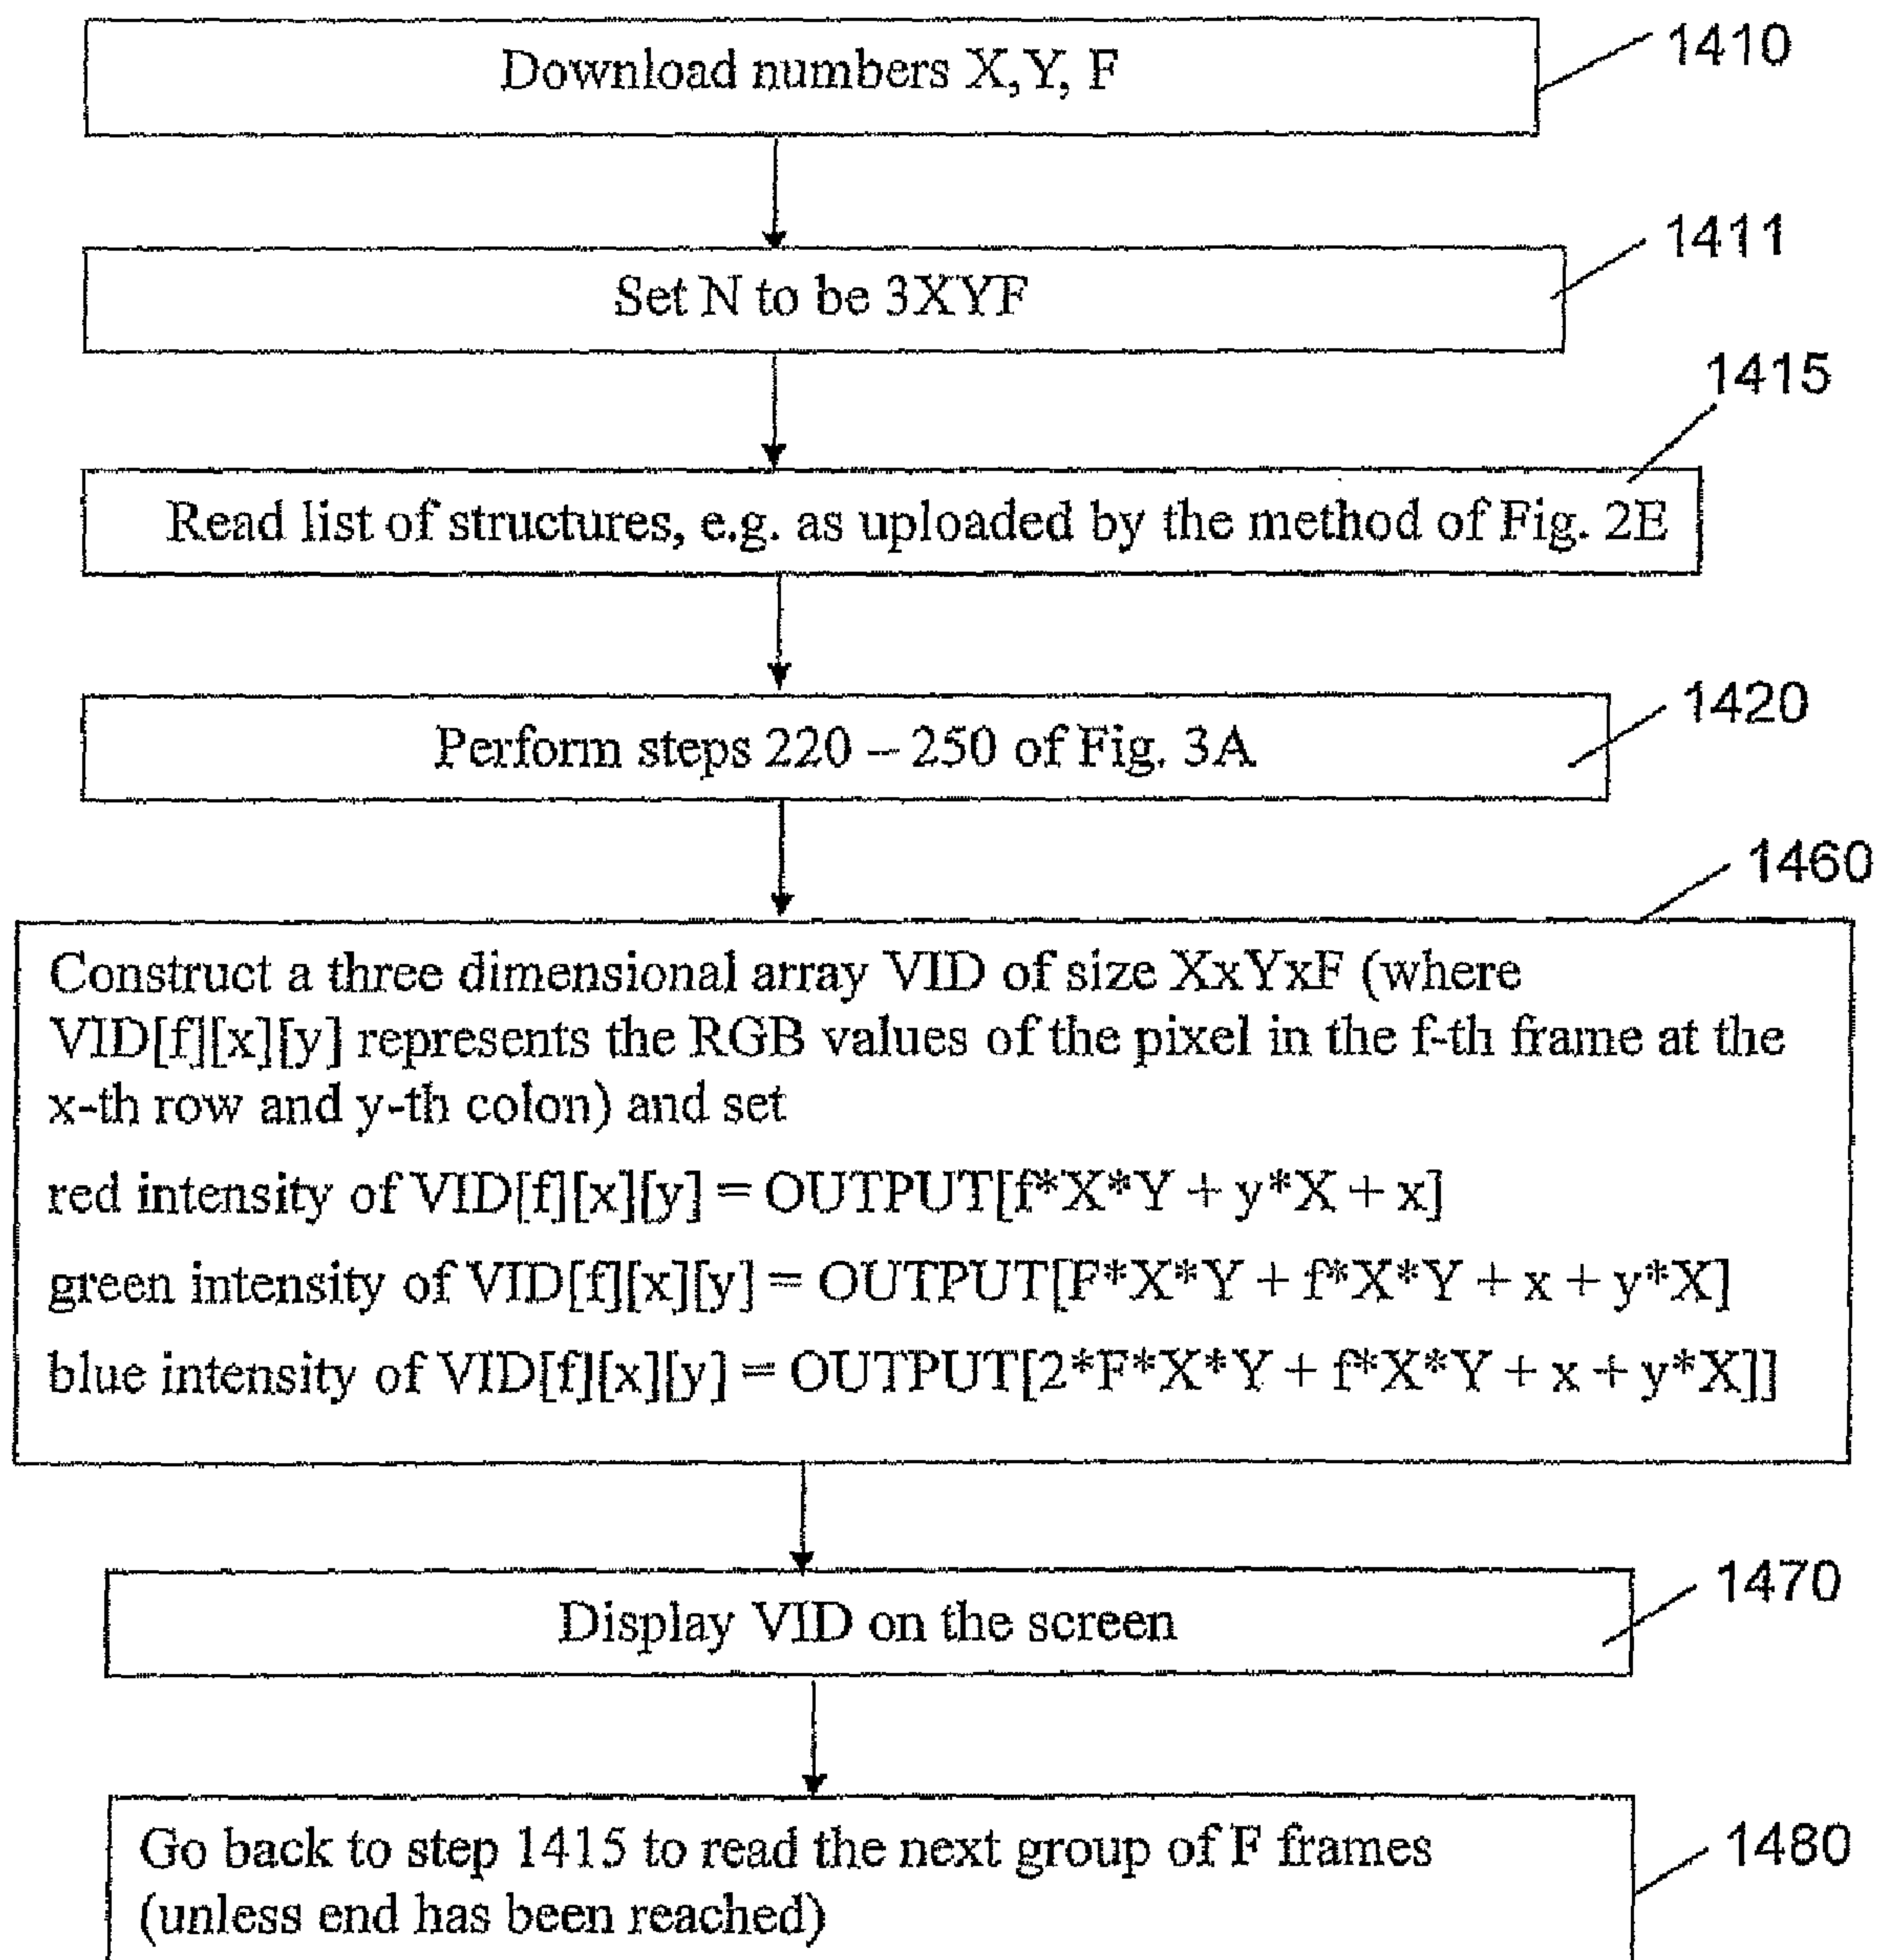 Download numbers X, Y, F
1410
Set N to be 3XYF
1411
1415
Read list of structures, e.g. as uploaded by the method of Fig. 2E
Perform steps 220 – 250 of Fig. 3A
1420
1460
Construct a three dimensional array VID of size XxYxF (where
VID[f][x][y] represents the RGB values of the pixel in the f-th frame at the
x-th row and y-th colon) and set
red intensity of VID[f][x][y] = OUTPUT[f*X*Y + y*X + x]
green intensity of VID[f][x][y] = OUTPUT[F*X*Y + f*X*Y + x + y*X]
blue intensity of VID[f][x][y] = OUTPUT[2*F*X*Y + f*X*Y + x + y*X]]
Display VID on the screen
1470
Go back to step 1415 to read the next group of F frames
(unless end has been reached)
1480